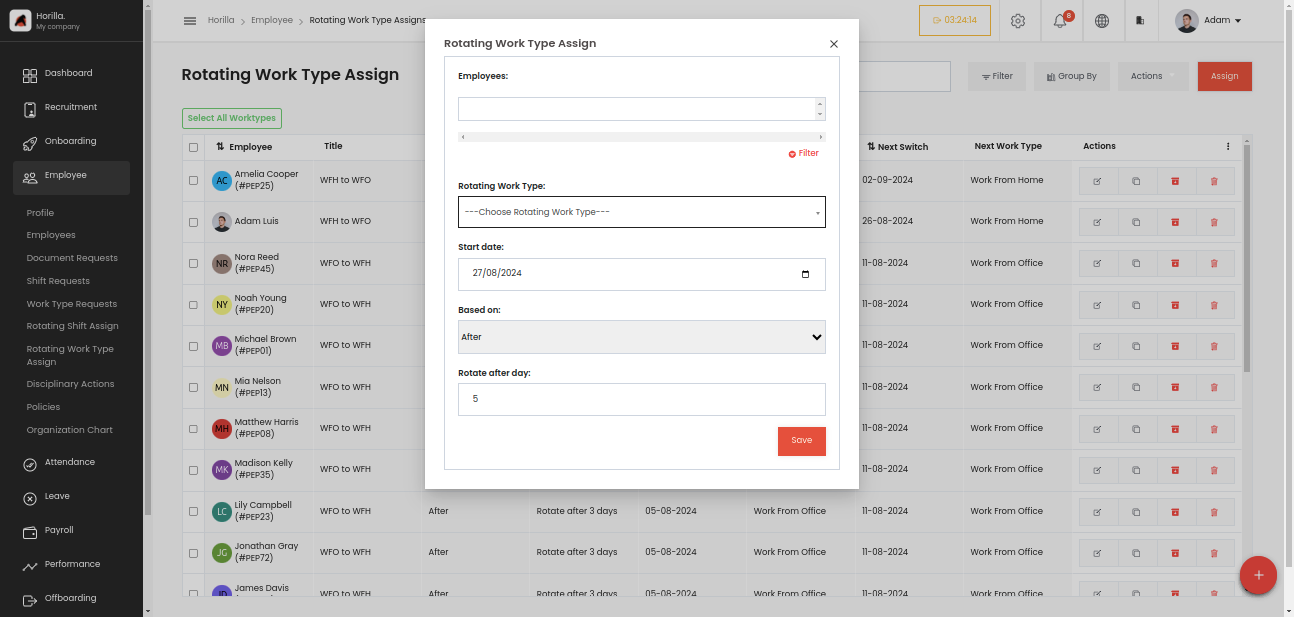 Horilla.
My company
Dashboard
Recruitment
Onboarding
Employee
Profile
Employees
Document Requests
Shift Requests
Work Type Requests
Rotating Shift Assign
Rotating Work Type
Assign
Disciplinary Actions
Policies
Organization Chart
Attendance
Leave
Payroll
Performance
Offboarding
Horilla > Employee > Rotating Work Type Assigns
03:24:14
8
Adam
Rotating Work Type Assign
Filter
Group By
Actions
Assign
Select All Worktypes
Employee Title Next Switch Next Work Type Actions
AC Amelia Cooper (#PEP25) WFH to WFO 02-09-2024 Work From Home
Adam Luis WFH to WFO 26-08-2024 Work From Home
NR Nora Reed (#PEP45) WFO to WFH 11-08-2024 Work From Office
NY Noah Young (#PEP20) WFO to WFH 11-08-2024 Work From Office
MB Michael Brown (#PEP01) WFO to WFH 11-08-2024 Work From Office
MN Mia Nelson (#PEP13) WFO to WFH 11-08-2024 Work From Office
MH Matthew Harris (#PEP08) WFO to WFH 11-08-2024 Work From Office
MK Madison Kelly (#PEP35) WFO to WFH 11-08-2024 Work From Office
LC Lily Campbell (#PEP23) WFO to WFH After Rotate after 3 days 05-08-2024 Work From Office 11-08-2024 Work From Office
JG Jonathan Gray (#PEP72) WFO to WFH After Rotate after 3 days 05-08-2024 Work From Office 11-08-2024 Work From Office
JD James Davis WFO to WFH After Rotate after 3 days 05-08-2024 Work From Office 11-08-2024 Work From Office
Rotating Work Type Assign
Employees:
Filter
Rotating Work Type:
---Choose Rotating Work Type---
Start date:
27/08/2024
Based on:
After
Rotate after day:
5
Save